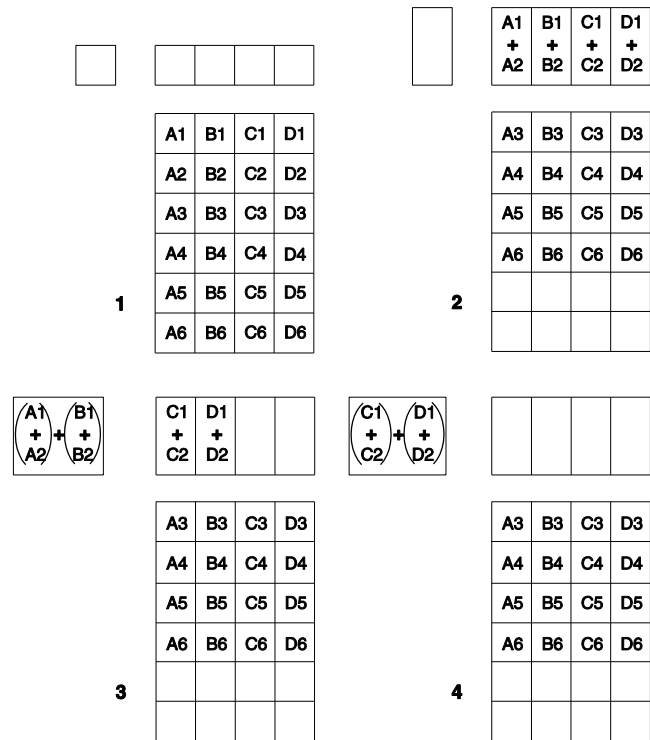 A1 B1 C1 D1
+ + + +
A2 B2 C2 D2
A1 B1 C1 D1
A2 B2 C2 D2
A3 B3 C3 D3
A4 B4 C4 D4
A5 B5 C5 D5
A6 B6 C6 D6
1
A3 B3 C3 D3
A4 B4 C4 D4
A5 B5 C5 D5
A6 B6 C6 D6
2
(A1 + A2) + (B1 + B2)
C1 D1
+ +
C2 D2
A3 B3 C3 D3
A4 B4 C4 D4
A5 B5 C5 D5
A6 B6 C6 D6
3
(C1 + C2) + (D1 + D2)
A3 B3 C3 D3
A4 B4 C4 D4
A5 B5 C5 D5
A6 B6 C6 D6
4